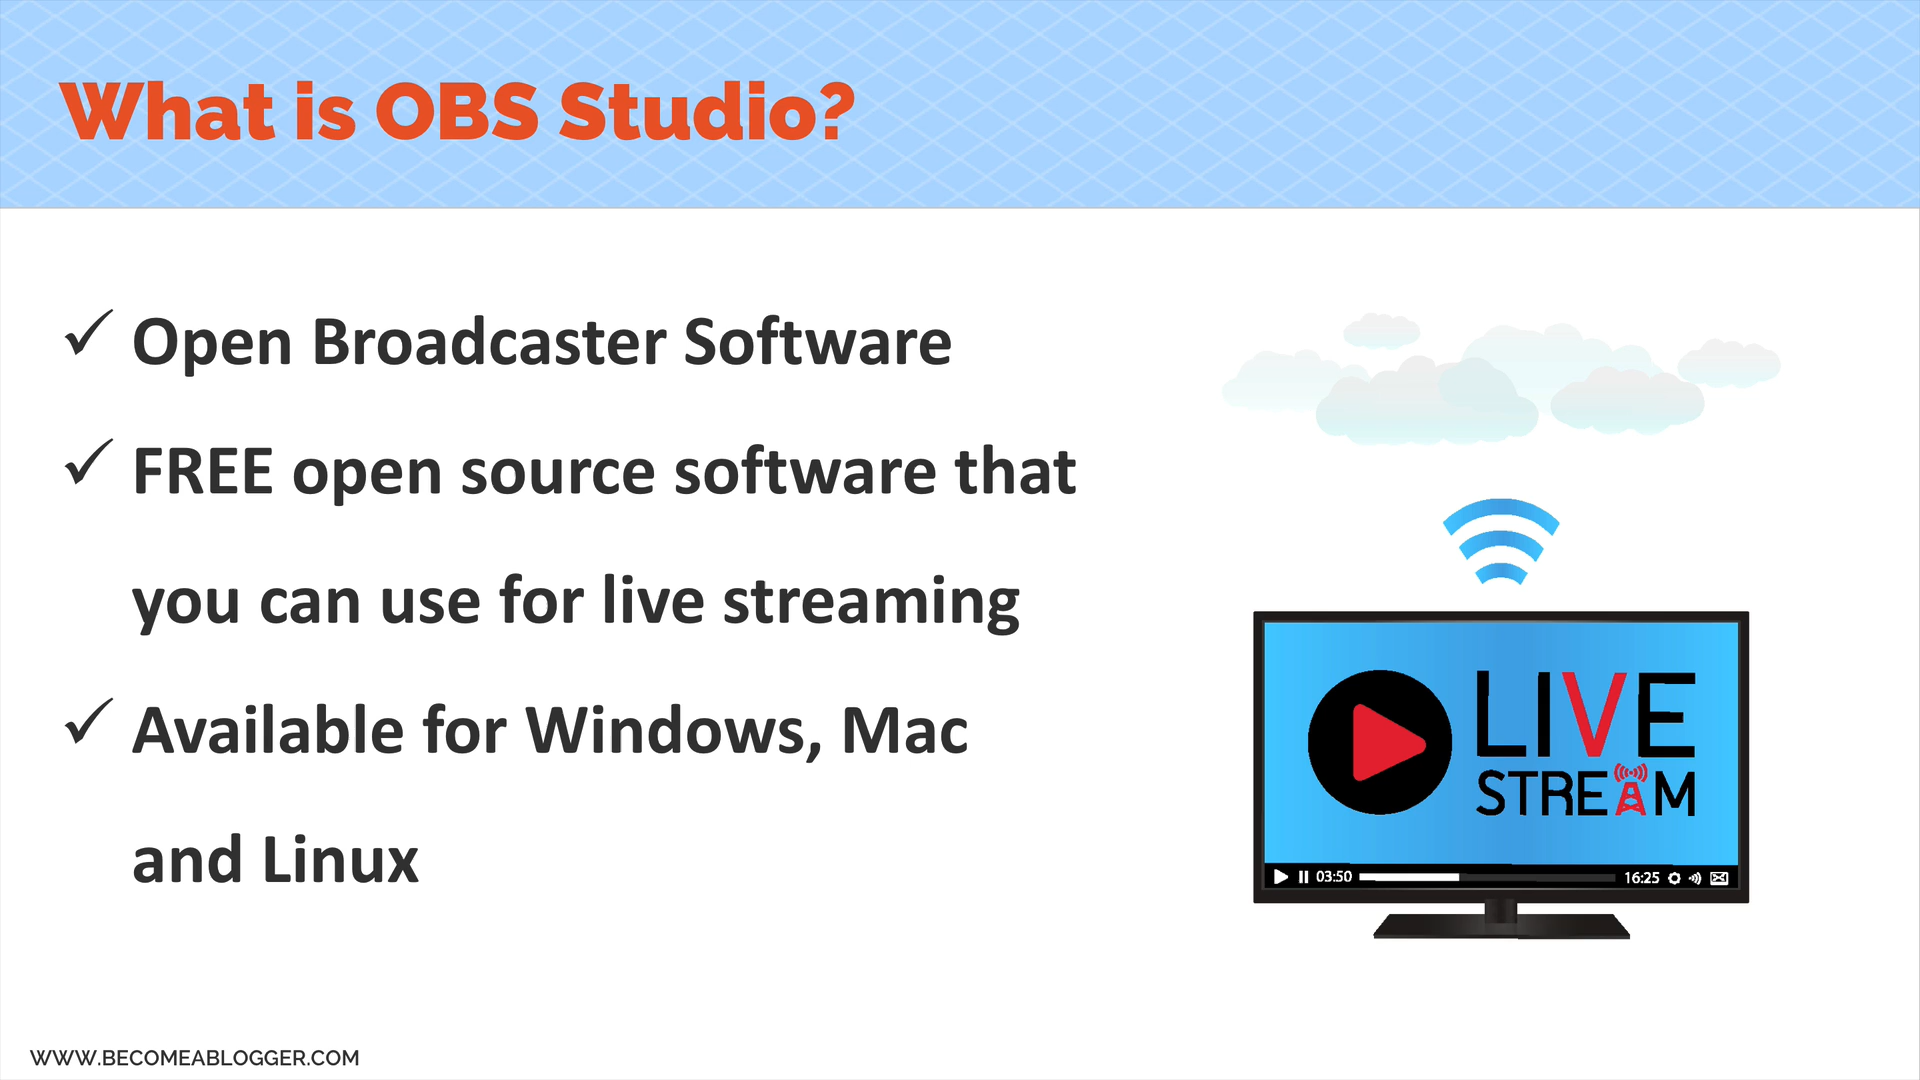 What is OBS Studio?
✓ Open Broadcaster Software
✓ FREE open source software that
you can use for live streaming
✓ Available for Windows, Mac
and Linux
LIVE
STREAM
03:50 16:25
WWW.BECOMEABLOGGER.COM